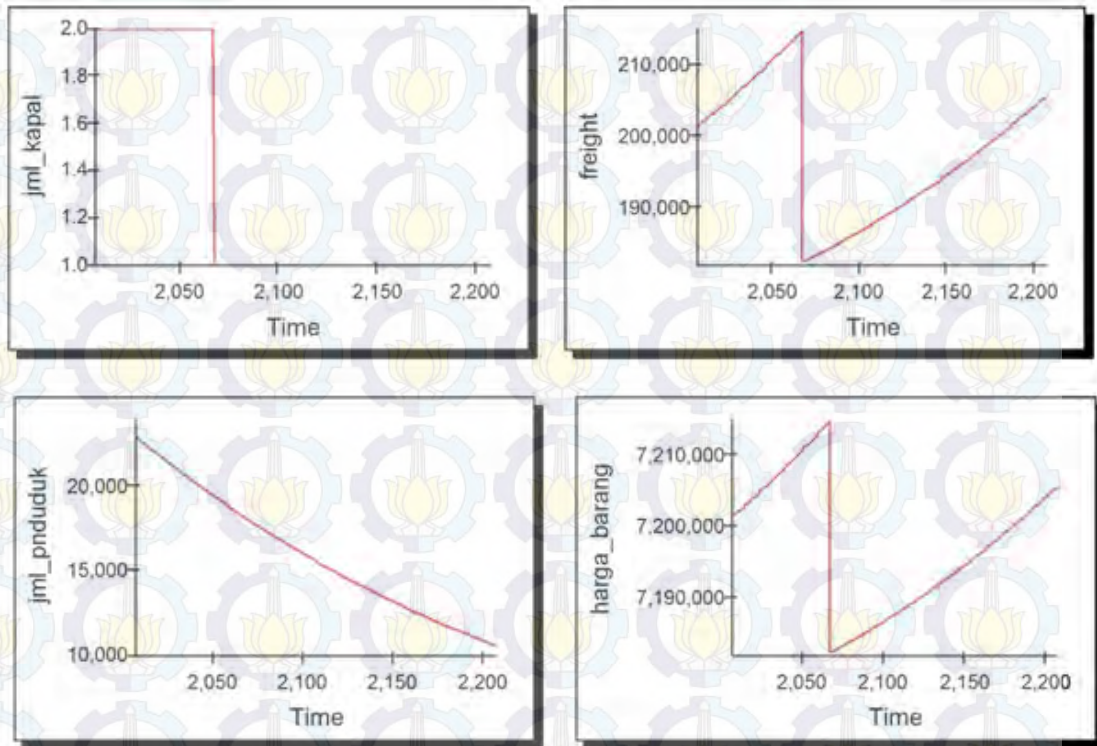 jml_kapal
2.0
1.8
1.6
1.4
1.2
1.0
2,050 2,100 2,150 2,200
Time
freight
210,000
200,000
190,000
2,050 2,100 2,150 2,200
Time
jml_pnduduk
20,000
15,000
10,000
2,050 2,100 2,150 2,200
Time
harga_barang
7,210,000
7,200,000
7,190,000
2,050 2,100 2,150 2,200
Time